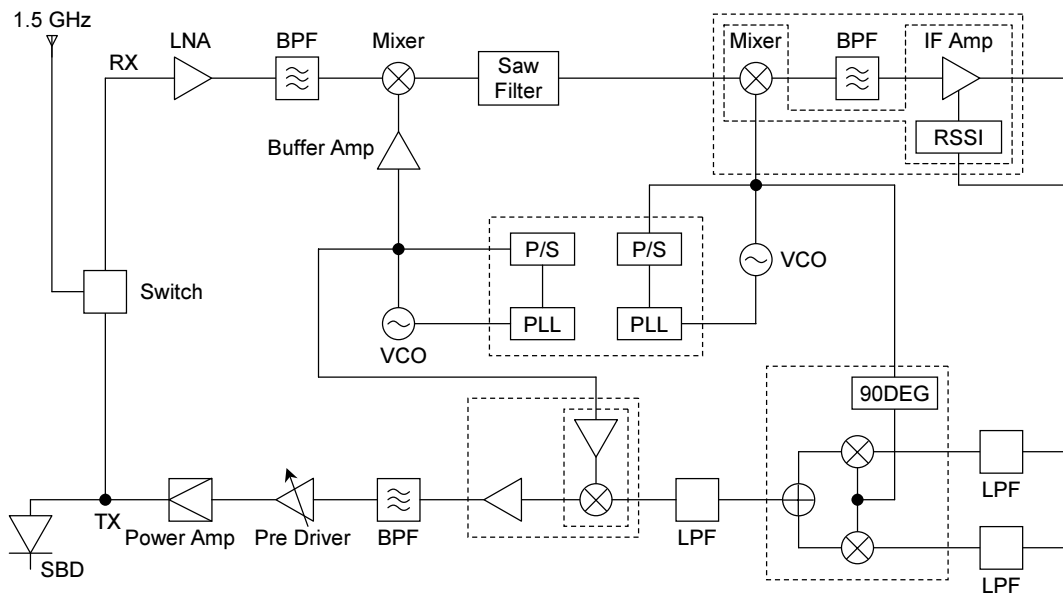 1.5 GHz
RX
LNA
BPF
Mixer
Saw
Filter
Mixer
BPF
IF Amp
RSSI
Buffer Amp
Switch
VCO
P/S
PLL
P/S
PLL
VCO
90DEG
LPF
LPF
LPF
BPF
Pre Driver
Power Amp
TX
SBD